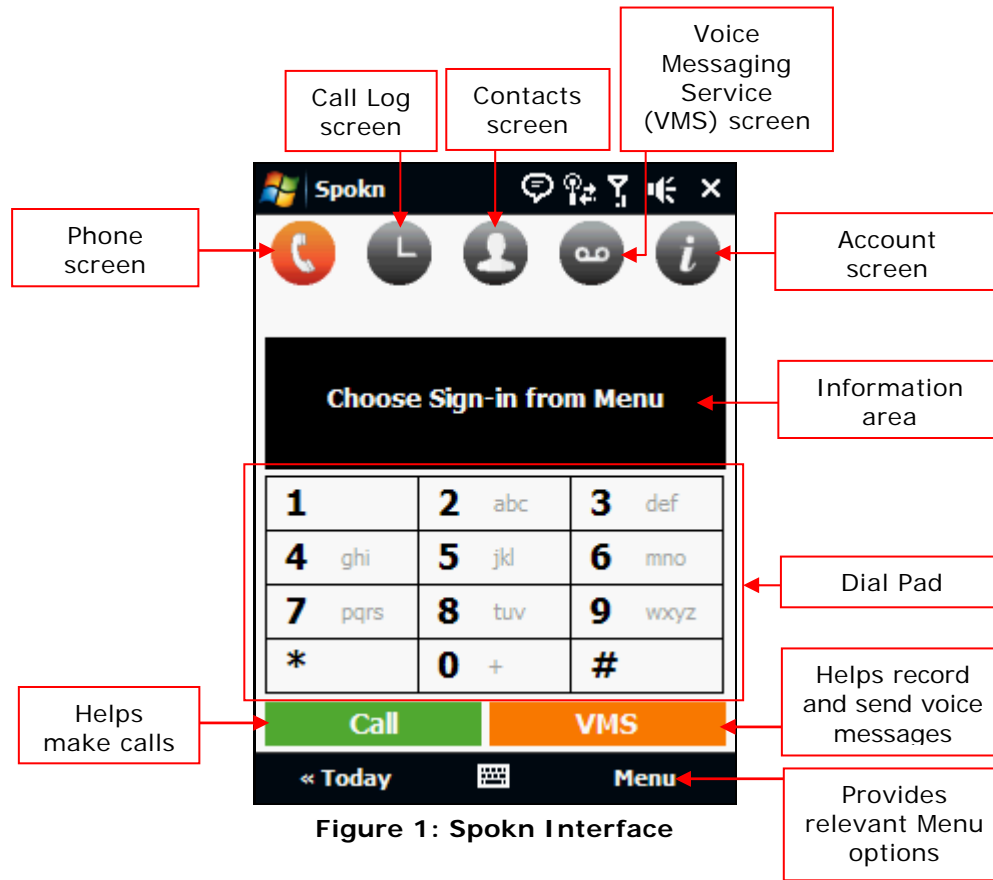 Voice
Messaging
Service
(VMS) screen
Call Log
screen
Contacts
screen
Spokn
Phone
screen
Account
screen
Choose Sign-in from Menu
Information
area
1
2 abc
3 def
4 ghi
5 jkl
6 mno
7 pqrs
8 tuv
9 wxyz
*
0 +
#
Dial Pad
Helps
make calls
Call
VMS
Helps record
and send voice
messages
« Today
Menu
Provides
relevant Menu
options
Figure 1: Spokn Interface